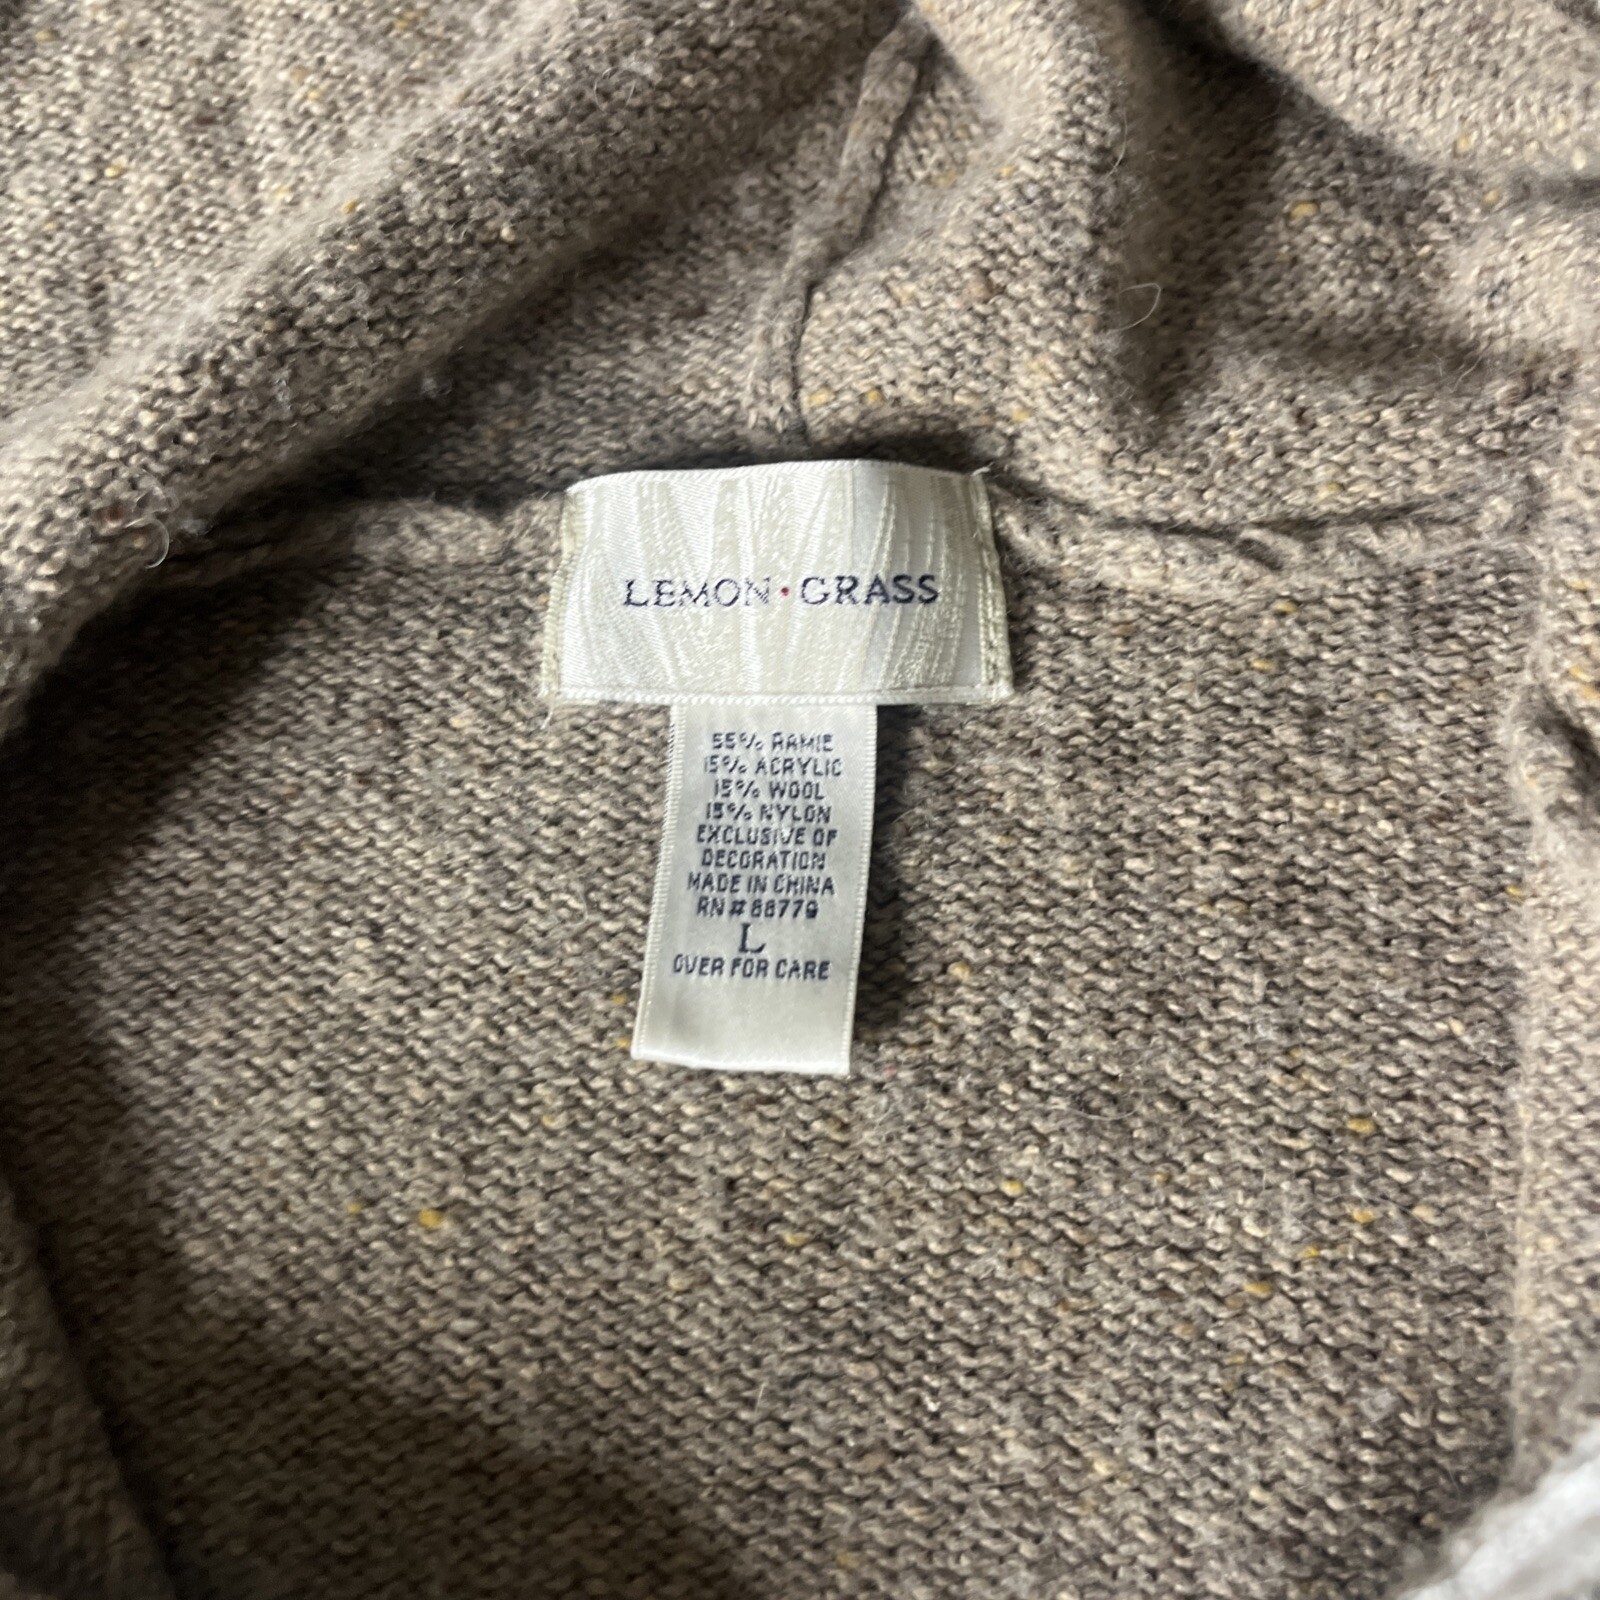 LEMON·GRASS
55% RAMIE
15% ACRYLIC
15% WOOL
15% NYLON
EXCLUSIVE OF
DECORATION
MADE IN CHINA
RN#88779
L
OVER FOR CARE